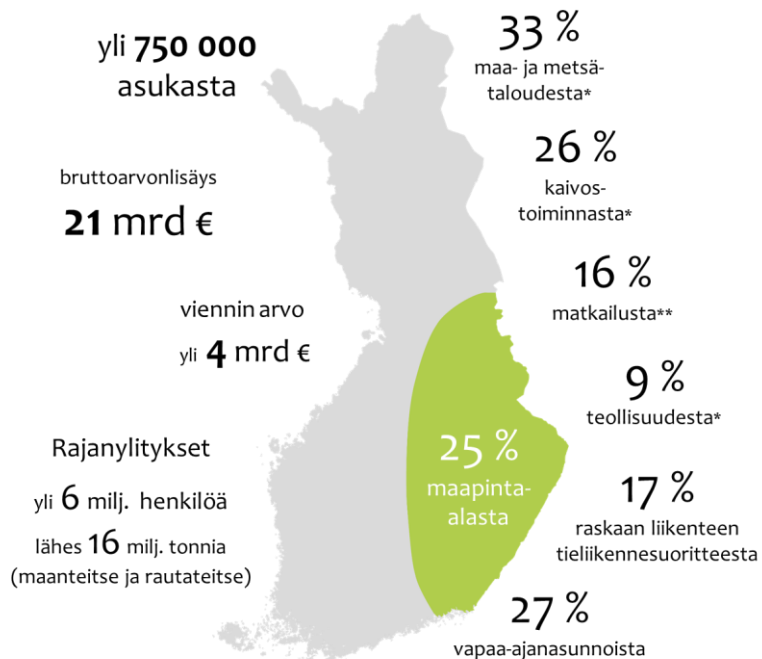 yli 750 000
asukasta
bruttoarvonlisäys
21 mrd €
viennin arvo
yli 4 mrd €
Rajanylitykset
yli 6 milj. henkilöä
lähes 16 milj. tonnia
(maanteitse ja rautateitse)
25 %
maapinta-
alasta
33 %
maa- ja metsä-
taloudesta*
26 %
kaivos-
toiminnasta*
16 %
matkailusta**
9 %
teollisuudesta*
17 %
raskaan liikenteen
tieliikennesuoritteesta
27 %
vapaa-ajanasunnoista